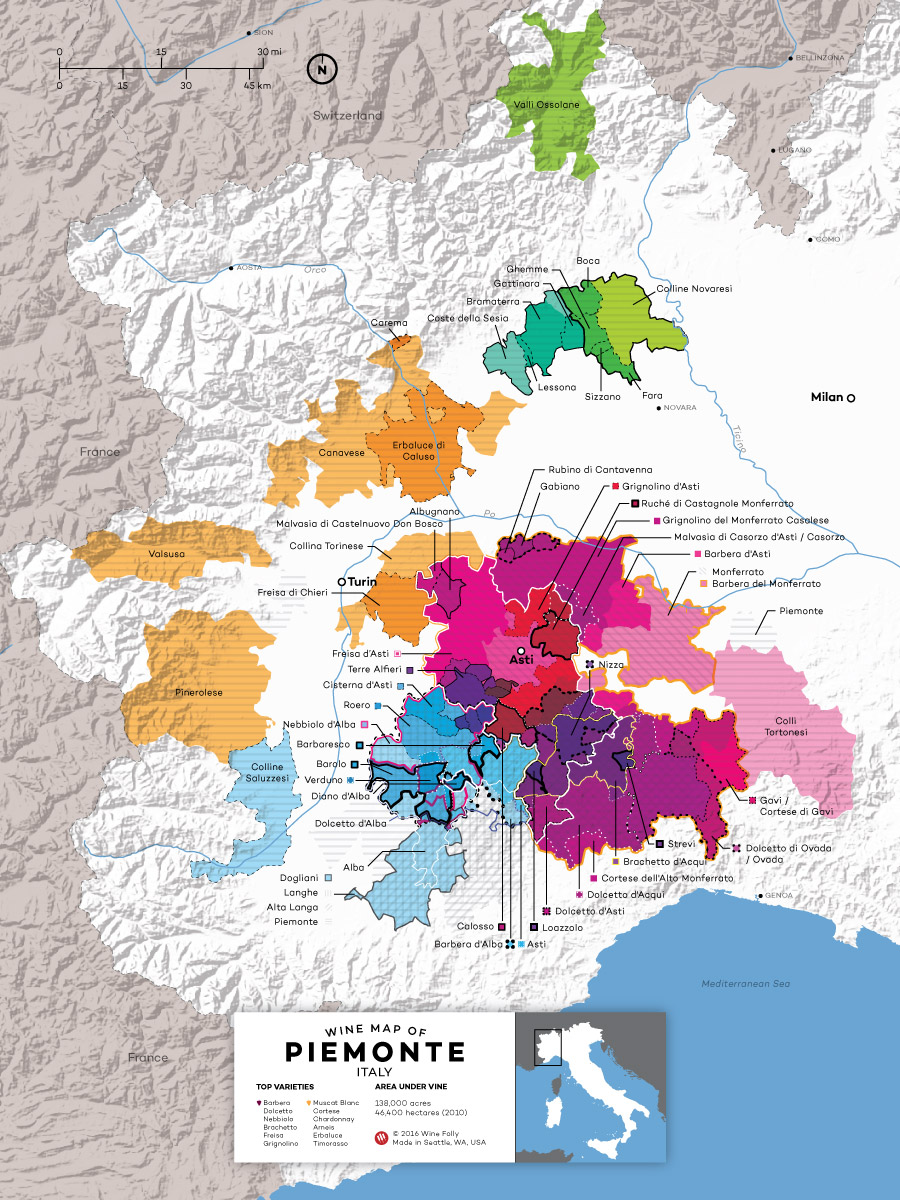 0 15 30 mi
0 15 30 45 km
N
SION
BELLINZONA
Switzerland
Valli Ossolane
LUGANO
COMO
AOSTA
Orco
Boca
Ghemme
Gattinara
Colline Novaresi
Bramaterra
Coste della Sesia
Carema
Lessona
Sizzano
Fara
NOVARA
Milan
Ticino
France
Canavese
Erbaluce di
Caluso
Rubino di Cantavenna
Gabiano
Grignolino d'Asti
Ruché di Castagnole Monferrato
Albugnano
Po
Grignolino del Monferrato Casalese
Malvasia di Castelnuovo Don Bosco
Malvasia di Casorzo d'Asti / Casorzo
Collina Torinese
Valsusa
Barbera d'Asti
Monferrato
Barbera del Monferrato
Turin
Freisa di Chieri
Piemonte
Freisa d'Asti
Asti
Nizza
Terre Alfieri
Cisterna d'Asti
Pinerolese
Roero
Nebbiolo d'Alba
Colli
Tortonesi
Barbaresco
Colline
Saluzzesi
Barolo
Verduno
Diano d'Alba
Gavi /
Cortese di Gavi
Dolcetto d'Alba
Strevi
Dolcetto di Ovada
/ Ovada
Brachetto d'Acqui
Alba
Dogliani
Cortese dell'Alto Monferrato
Langhe
Dolcetto d'Acqui
Alta Langa
Dolcetto d'Asti
Piemonte
GENOA
Calosso
Loazzolo
Barbera d'Alba
Asti
Mediterranean Sea
France
WINE MAP OF
PIEMONTE
ITALY
TOP VARIETIES
Barbera
Dolcetto
Nebbiolo
Brachetto
Freisa
Grignolino
Muscat Blanc
Cortese
Chardonnay
Arneis
Erbaluce
Timorasso
AREA UNDER VINE
138,000 acres
46,400 hectares (2010)
© 2016 Wine Folly
Made in Seattle, WA, USA